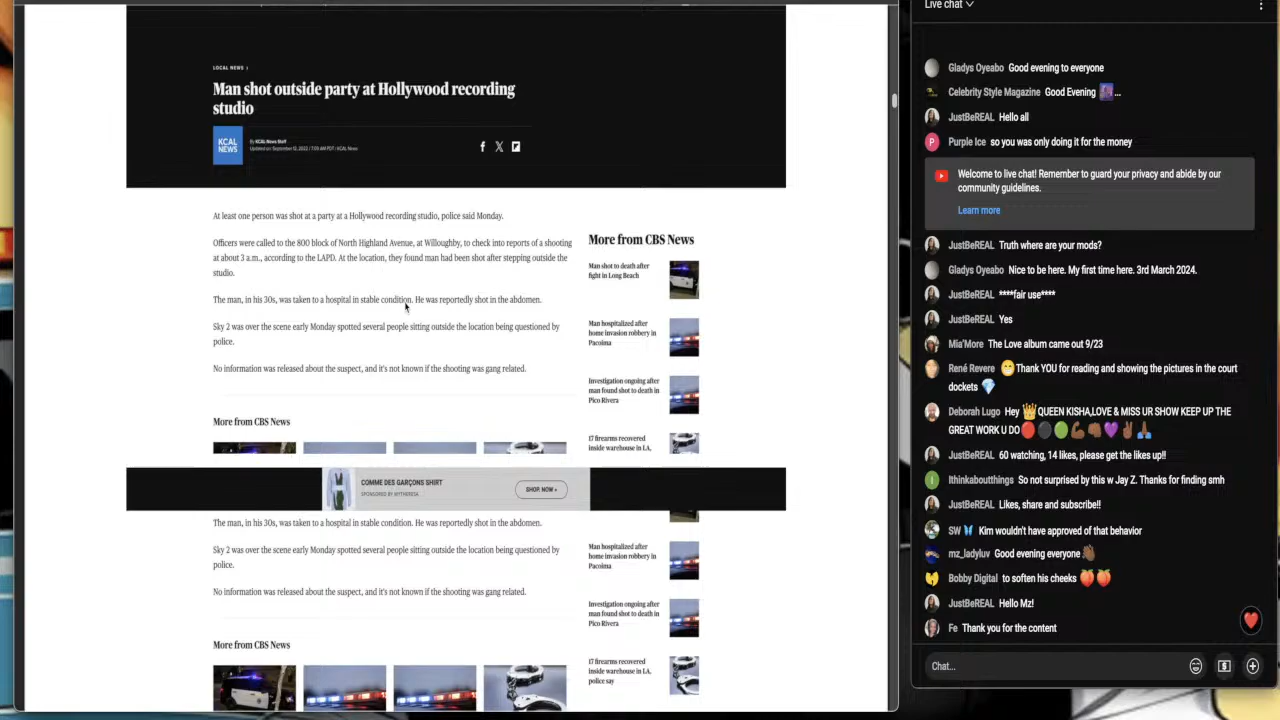 LOCAL NEWS ›
Man shot outside party at Hollywood recording
studio
KCAL
NEWS
By KCAL News Staff
Updated on: September 12, 2022 / 7:09 AM PDT / KCAL News
At least one person was shot at a party at a Hollywood recording studio, police said Monday.
Officers were called to the 800 block of North Highland Avenue, at Willoughby, to check into reports of a shooting
at about 3 a.m., according to the LAPD. At the location, they found man had been shot after stepping outside the
studio.
The man, in his 30s, was taken to a hospital in stable condition. He was reportedly shot in the abdomen.
Sky 2 was over the scene early Monday spotted several people sitting outside the location being questioned by
police.
No information was released about the suspect, and it's not known if the shooting was gang related.
More from CBS News
More from CBS News
Man shot to death after
fight in Long Beach
Man hospitalized after
home invasion robbery in
Pacoima
Investigation ongoing after
man found shot to death in
Pico Rivera
17 firearms recovered
inside warehouse in L.A.,
COMME DES GARÇONS SHIRT
SPONSORED BY MYTHERESA
SHOP NOW »
The man, in his 30s, was taken to a hospital in stable condition. He was reportedly shot in the abdomen.
Sky 2 was over the scene early Monday spotted several people sitting outside the location being questioned by
police.
No information was released about the suspect, and it's not known if the shooting was gang related.
More from CBS News
Man hospitalized after
home invasion robbery in
Pacoima
Investigation ongoing after
man found shot to death in
Pico Rivera
17 firearms recovered
inside warehouse in L.A.,
police say
Live chat
Gladys Oyeabo Good evening to everyone
Celebrity Style Magazine Good Evening 🌆...
JustBeREAL Hello all
P
Purple Ice so you was only doing it for the money
Welcome to live chat! Remember to guard your privacy and abide by our
community guidelines.
Learn more
JustBeREAL Truth where are your mods?
Gladys Oyeabo Nice to be here. My first time here. 3rd March 2024.
JustBeREAL ****fair use****
JustBeREAL Yes
Mia'More The Love album came out 9/23
René Revere 😁Thank YOU for reading and showing the pictures in the court
dockets 💎
Deborah Lugo Hey 👑 QUEEN KISHA,LOVE & MISS UR SHOW KEEP UP THE
GREAT WORK U DO🔴⚫🟢💪🏾🥰💜✌🏾🙏🏾
JustBeREAL 60 watching, 14 likes, please get the likes up!!
I
Ithinkioverthings So not surprised by this w Jay Z. Thanks for finding smh
JustBeREAL Likes, share and subscribe!!
SW 🦋 Kim wouldn't have approved of that behavior
mz_ladyluv Good evening everyone👋🏾
Bobby Digital to soften his cheeks 🍑🍑
JustBeREAL Hello Mz!
Fe Thank you for the content
Chat...